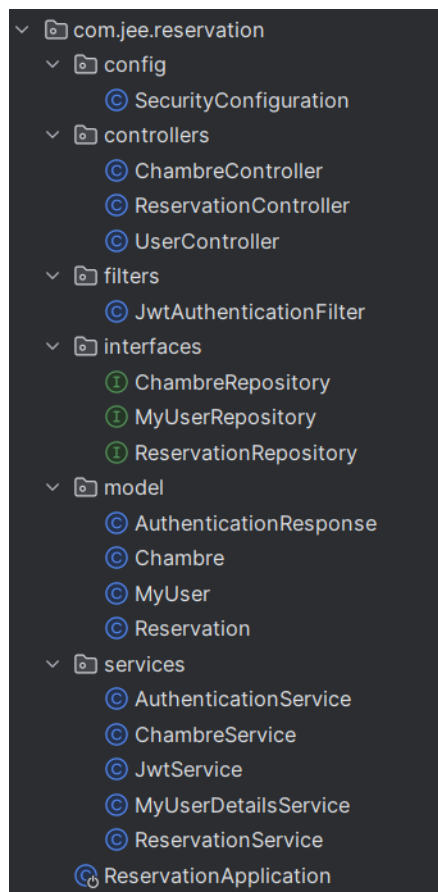 com.jee.reservation
config
SecurityConfiguration
controllers
ChambreController
ReservationController
UserController
filters
JwtAuthenticationFilter
interfaces
ChambreRepository
MyUserRepository
ReservationRepository
model
AuthenticationResponse
Chambre
MyUser
Reservation
services
AuthenticationService
ChambreService
JwtService
MyUserDetailsService
ReservationService
ReservationApplication